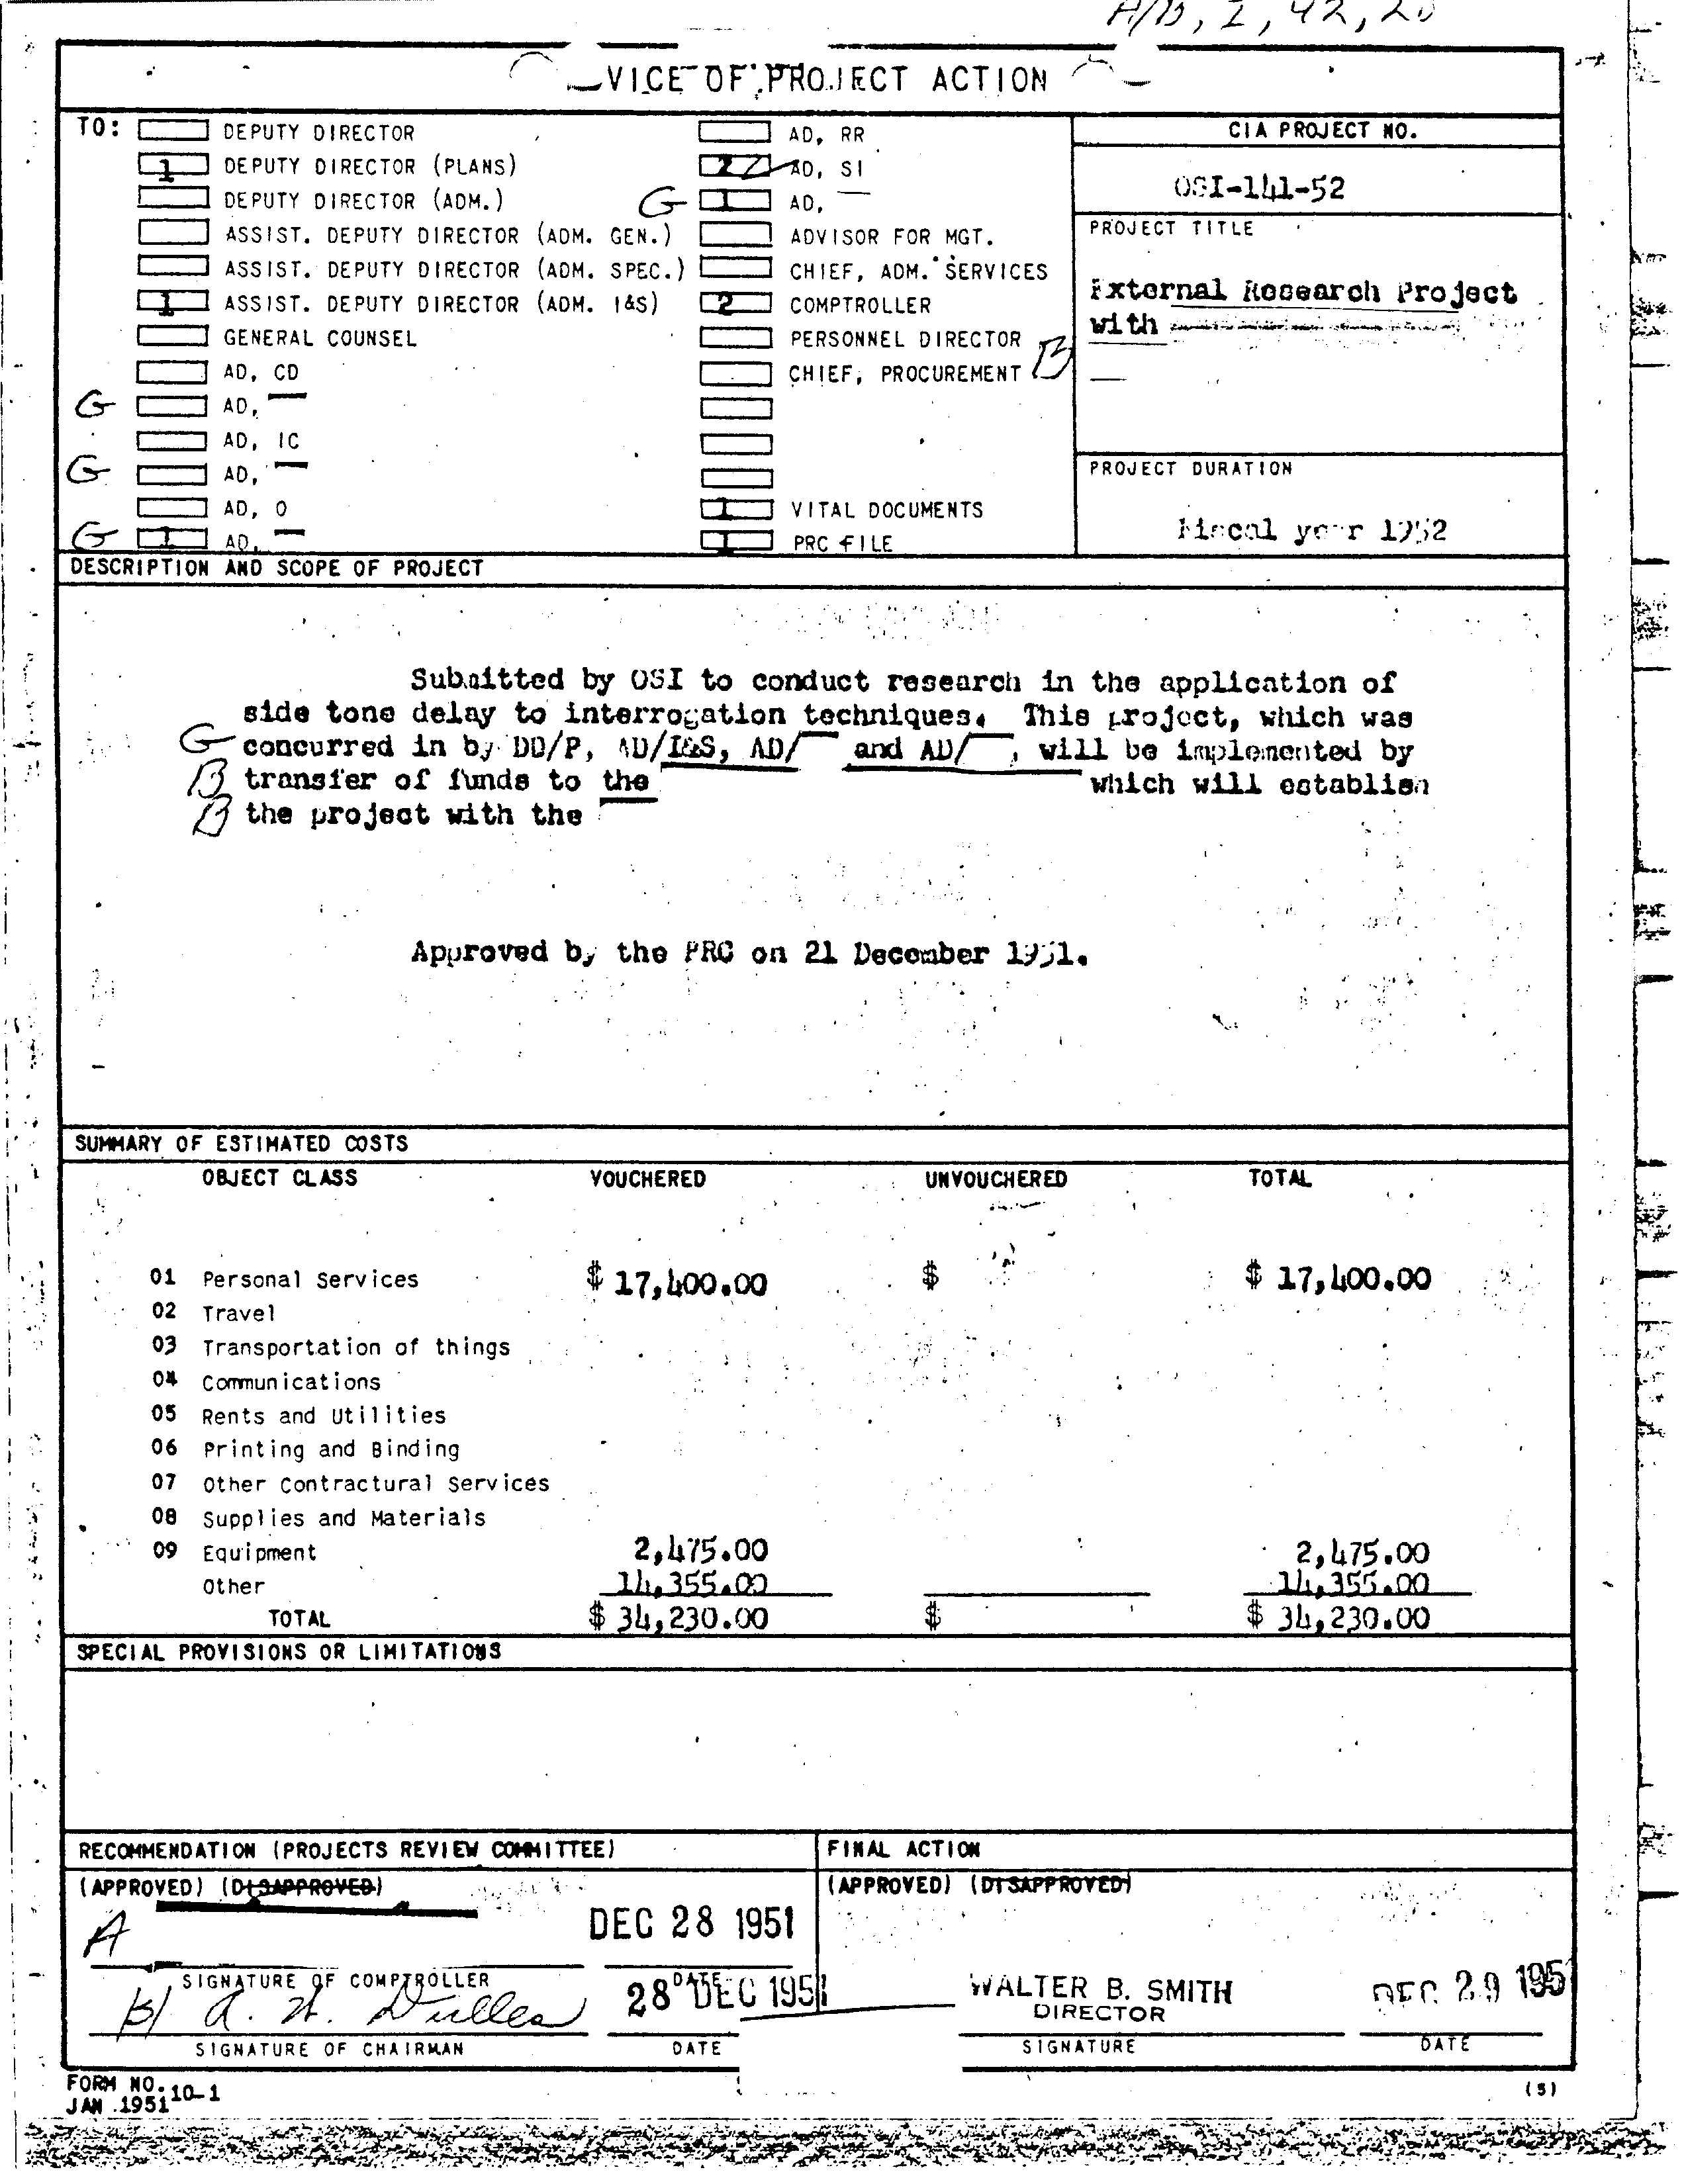 A/B, I, 42, 20
VICE OF PROJECT ACTION
TO:
DEPUTY DIRECTOR
1 DEPUTY DIRECTOR (PLANS)
DEPUTY DIRECTOR (ADM.)
ASSIST. DEPUTY DIRECTOR (ADM. GEN.)
ASSIST. DEPUTY DIRECTOR (ADM. SPEC.)
1 ASSIST. DEPUTY DIRECTOR (ADM. I&S)
GENERAL COUNSEL
AD, CD
G AD,
AD, IC
G AD,
AD, O
G 1 AD,
AD, RR
2 AD, SI
G 1 AD,
ADVISOR FOR MGT.
CHIEF, ADM. SERVICES
2 COMPTROLLER
PERSONNEL DIRECTOR
CHIEF, PROCUREMENT B
1 VITAL DOCUMENTS
1 PRC FILE
CIA PROJECT NO.
OSI-141-52
PROJECT TITLE
External Research Project
with
PROJECT DURATION
Fiscal year 1952
DESCRIPTION AND SCOPE OF PROJECT
Submitted by OSI to conduct research in the application of
side tone delay to interrogation techniques. This project, which was
G concurred in by DD/P, AD/I&S, AD/ and AD/ , will be implemented by
B transfer of funds to the which will establish
B the project with the
Approved by the PRC on 21 December 1951.
SUMMARY OF ESTIMATED COSTS
OBJECT CLASS VOUCHERED UNVOUCHERED TOTAL
01 Personal Services $ 17,400.00 $ $ 17,400.00
02 Travel
03 Transportation of things
04 Communications
05 Rents and Utilities
06 Printing and Binding
07 Other Contractural Services
08 Supplies and Materials
09 Equipment 2,475.00 2,475.00
Other 14,355.00 14,355.00
TOTAL $ 34,230.00 $ $ 34,230.00
SPECIAL PROVISIONS OR LIMITATIONS
RECOMMENDATION (PROJECTS REVIEW COMMITTEE)
(APPROVED) (DISAPPROVED)
A DEC 28 1951
SIGNATURE OF COMPTROLLER DATE
B/ A. W. Dulles 28 DEC 1951
SIGNATURE OF CHAIRMAN DATE
FINAL ACTION
(APPROVED) (DISAPPROVED)
WALTER B. SMITH DEC 29 195
DIRECTOR
SIGNATURE DATE
FORM NO. 10-1
JAN 1951
(5)